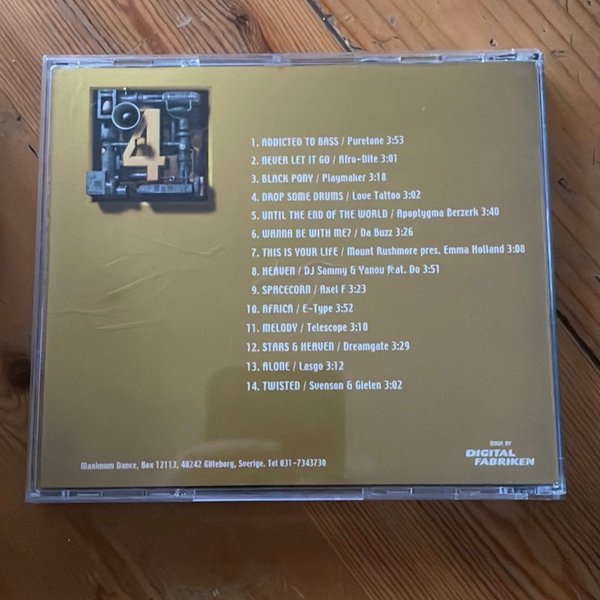 4
1. ADDICTED TO BASS / Puretone 3:53
2. NEVER LET IT GO / Afro-Dite 3:01
3. BLACK PONY / Playmaker 3:18
4. DROP SOME DRUMS / Love Tattoo 3:02
5. UNTIL THE END OF THE WORLD / Apoptygma Berzerk 3:40
6. WANNA BE WITH ME? / Da Buzz 3:26
7. THIS IS YOUR LIFE / Mount Rushmore pres. Emma Holland 3:08
8. HEAVEN / DJ Sammy & Yanou feat. Do 3:51
9. SPACECORN / Axel F 3:23
10. AFRICA / E-Type 3:52
11. MELODY / Telescope 3:10
12. STARS & HEAVEN / Dreamgate 3:29
13. ALONE / Lasgo 3:12
14. TWISTED / Svenson & Gielen 3:02
MADE BY
DIGITAL
FABRIKEN
Maximum Dance, Box 12113, 40242 Göteborg, Sverige. Tel 031-7343730